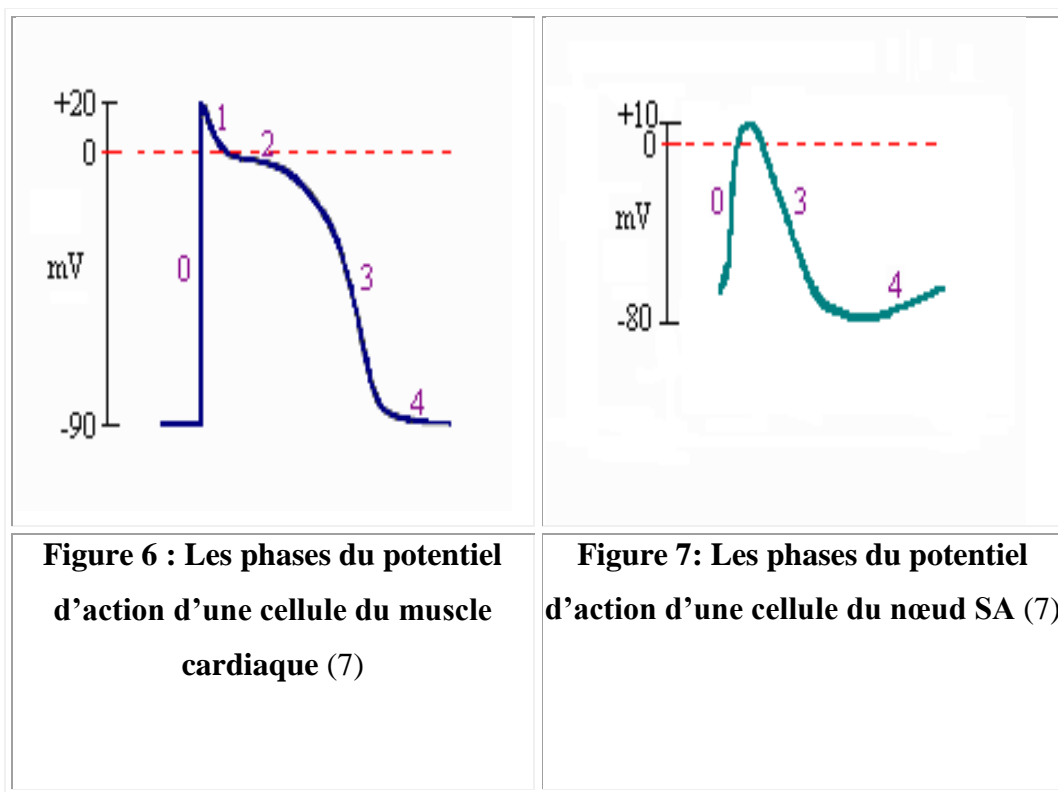 +20
1
2
0
mV
0
3
4
-90
+10
0
0
3
mV
4
-80
Figure 6 : Les phases du potentiel
d’action d’une cellule du muscle
cardiaque (7)
Figure 7: Les phases du potentiel
d’action d’une cellule du nœud SA (7)